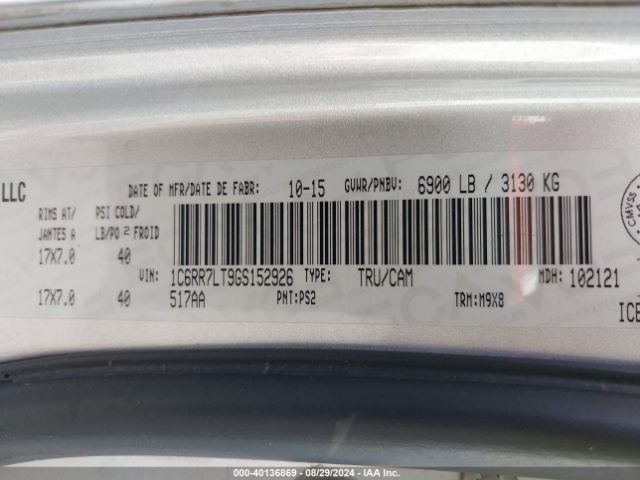 LLC
DATE OF MFR/DATE DE FABR: 10-15 GVWR/PNBV: 6900 LB / 3130 KG
RIMS AT/ PSI COLD/
JANTES A LB/PO 2 FROID
17X7.0 40
VIN: 1C6RR7LT9GS152926 TYPE: TRU/CAM MDH: 102121
17X7.0 40 517AA PNT:PS2 TRM:M9X8 ICE
CMVSS
000-40136869 | 08/29/2024 - IAA Inc.